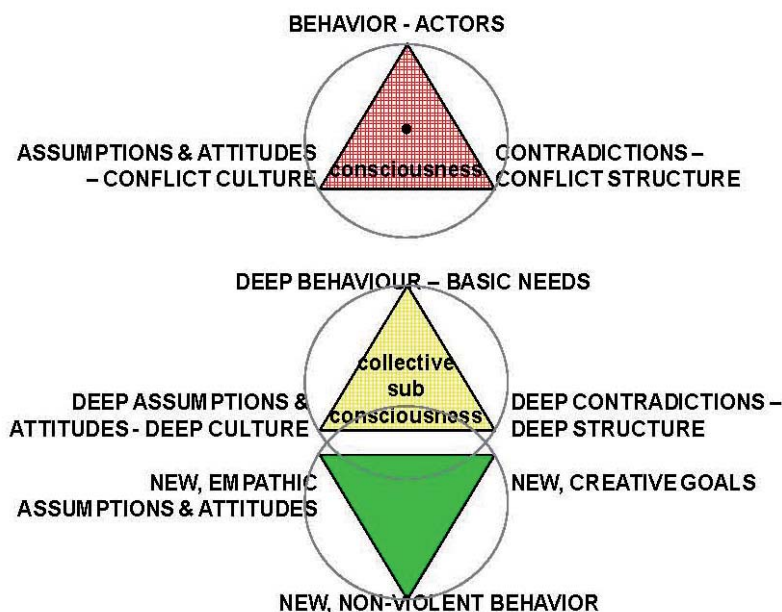 BEHAVIOR - ACTORS
ASSUMPTIONS & ATTITUDES
– CONFLICT CULTURE
consciousness
CONTRADICTIONS –
CONFLICT STRUCTURE
DEEP BEHAVIOUR – BASIC NEEDS
collective
sub
consciousness
DEEP ASSUMPTIONS &
ATTITUDES - DEEP CULTURE
DEEP CONTRADICTIONS –
DEEP STRUCTURE
NEW, EMPATHIC
ASSUMPTIONS & ATTITUDES
NEW, CREATIVE GOALS
NEW, NON-VIOLENT BEHAVIOR